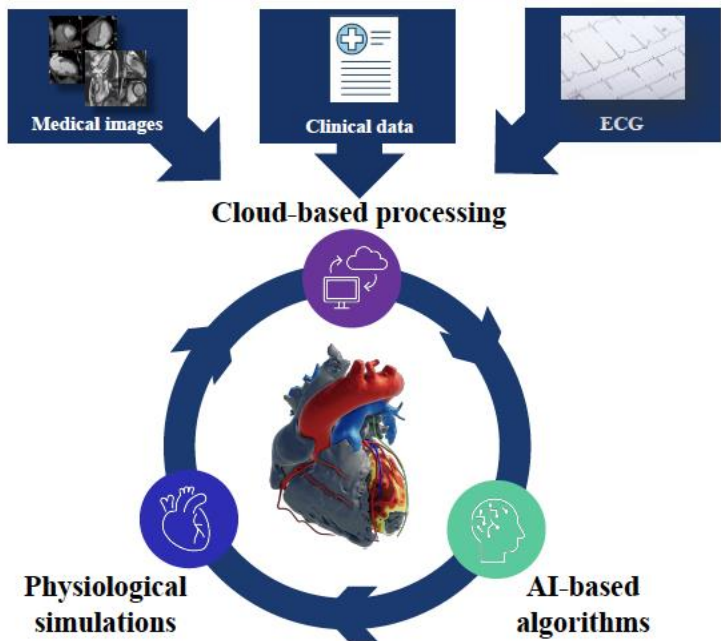 Medical images
Clinical data
ECG
Cloud-based processing
Physiological
simulations
AI-based
algorithms